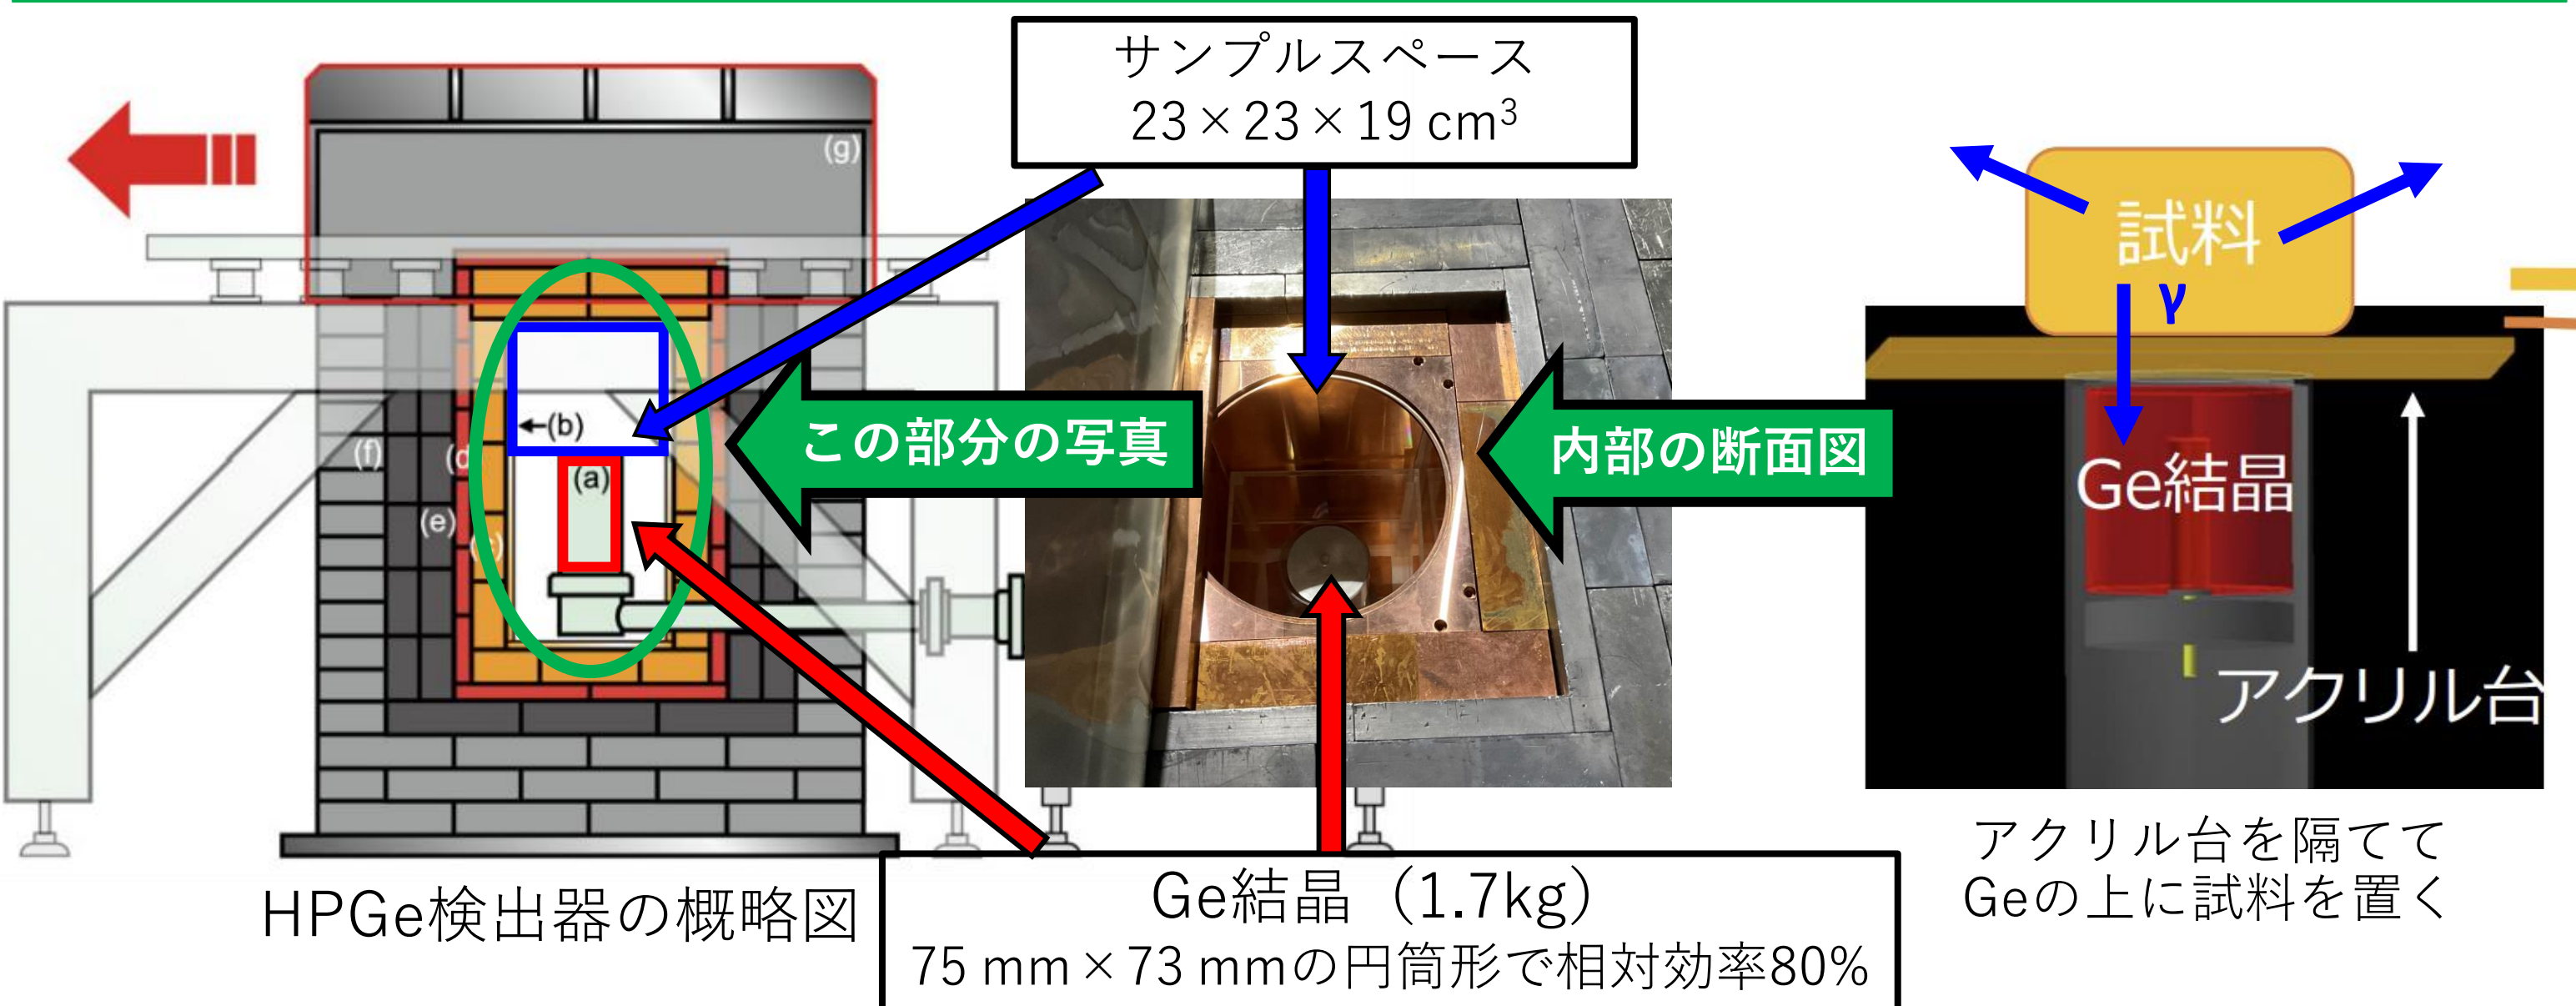 サンプルスペース
23×23×19 cm³
(g)
試料
γ
(b)
この部分の写真
内部の断面図
(f)
(d
(a)
Ge結晶
(e)
(c)
アクリル台
アクリル台を隔てて
Geの上に試料を置く
HPGe検出器の概略図
Ge結晶（1.7kg）
75 mm×73 mmの円筒形で相対効率80%